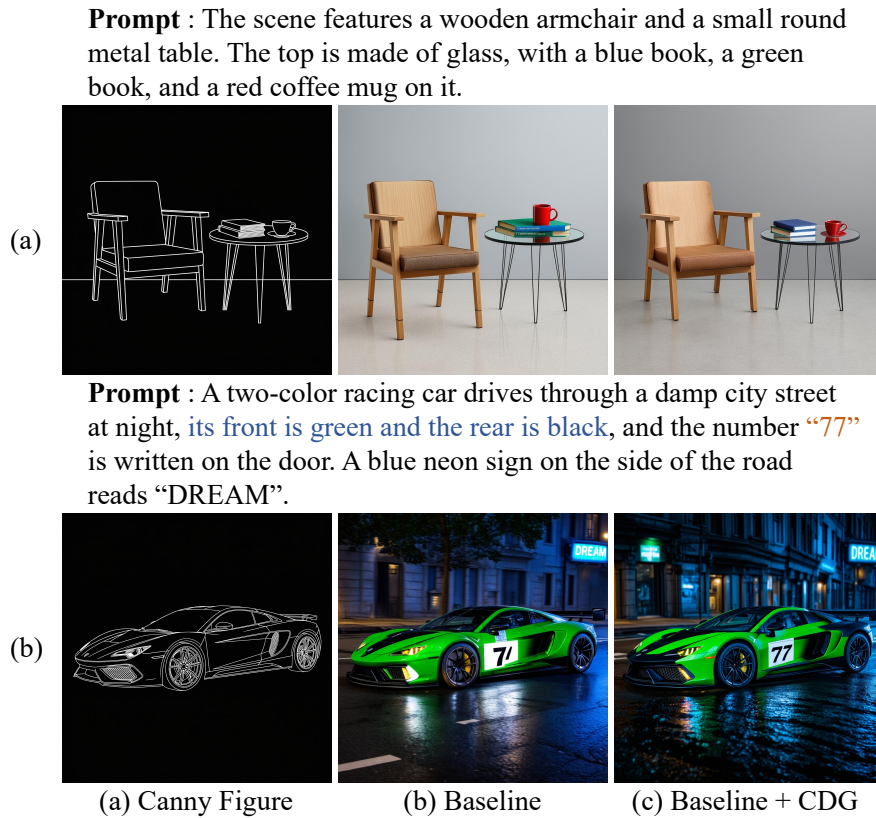 Prompt : The scene features a wooden armchair and a small round
metal table. The top is made of glass, with a blue book, a green
book, and a red coffee mug on it.
(a)
Prompt : A two-color racing car drives through a damp city street
at night, its front is green and the rear is black, and the number “77”
is written on the door. A blue neon sign on the side of the road
reads “DREAM”.
(b)
DREAM
DREA
77
(a) Canny Figure
(b) Baseline
(c) Baseline + CDG